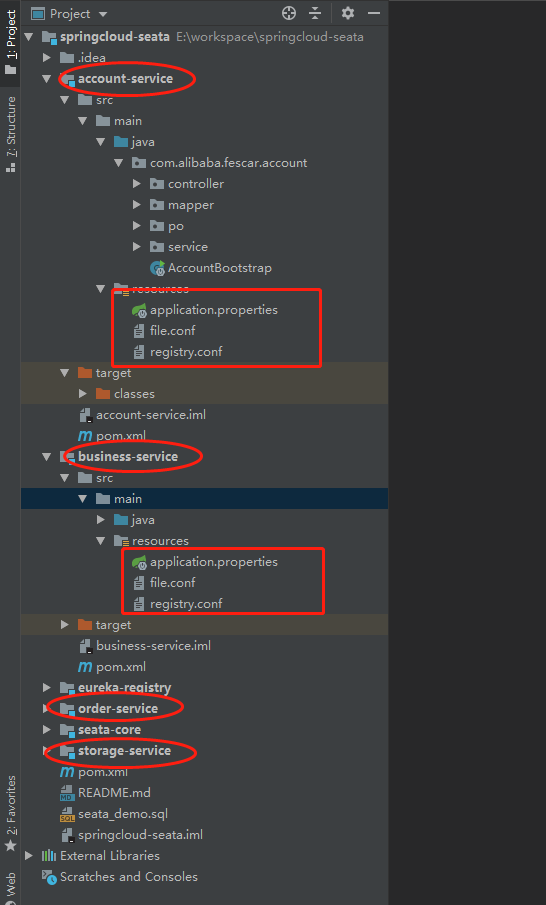 Project
springcloud-seata E:\workspace\springcloud-seata
.idea
account-service
src
main
java
com.alibaba.fescar.account
controller
mapper
po
service
AccountBootstrap
resources
application.properties
file.conf
registry.conf
target
classes
account-service.iml
pom.xml
business-service
src
main
java
resources
application.properties
file.conf
registry.conf
target
business-service.iml
pom.xml
eureka-registry
order-service
seata-core
storage-service
pom.xml
README.md
seata_demo.sql
springcloud-seata.iml
External Libraries
Scratches and Consoles
1: Project
7: Structure
2: Favorites
Web